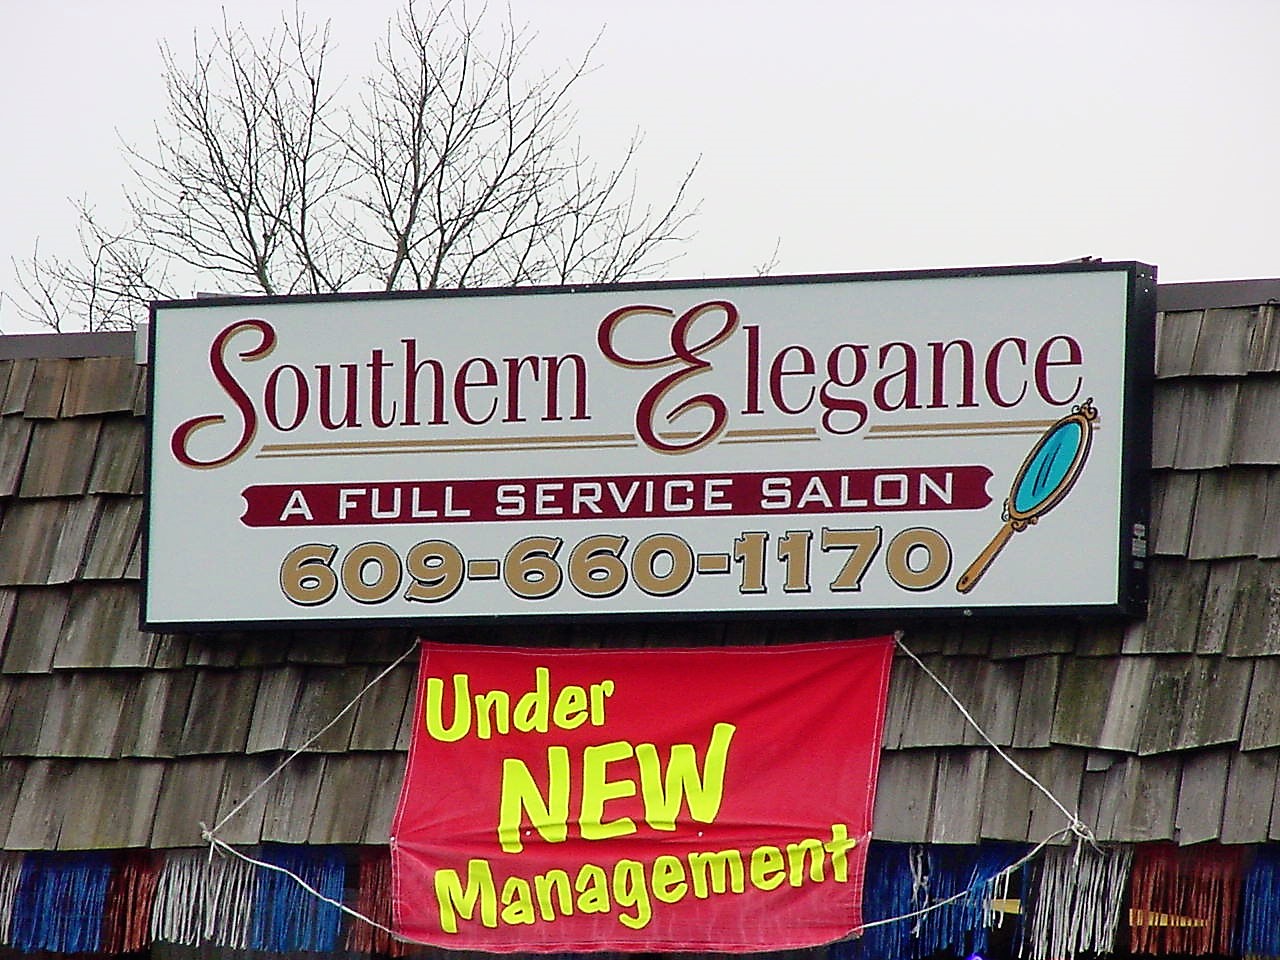 Southern Elegance
A FULL SERVICE SALON
609-660-1170
Under
NEW
Management